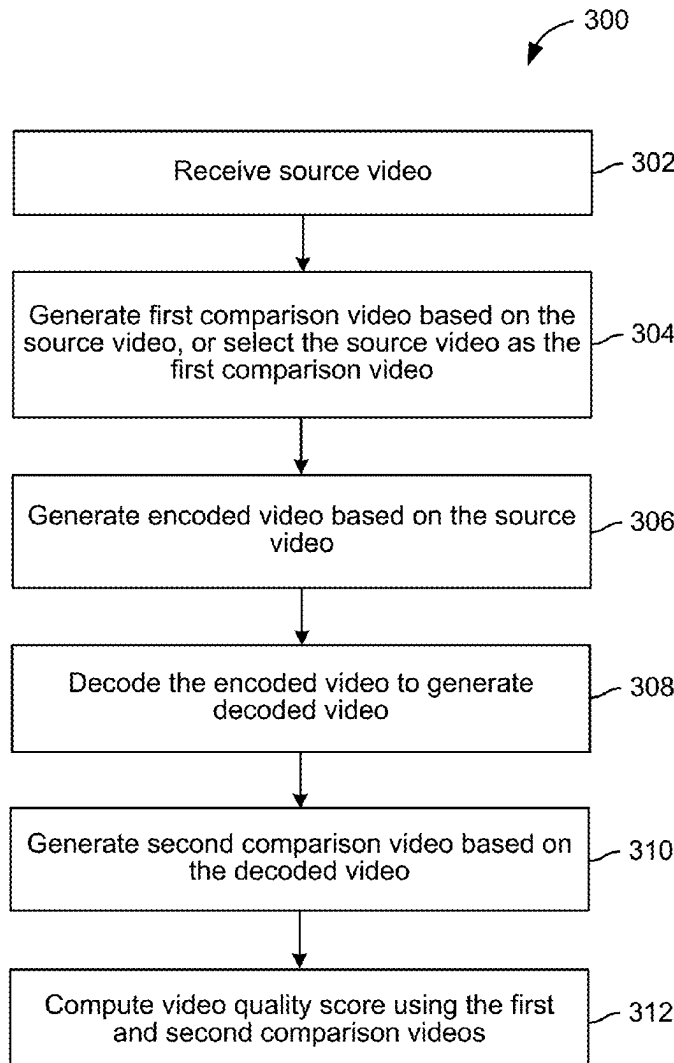 300
Receive source video
302
Generate first comparison video based on the
source video, or select the source video as the
first comparison video
304
Generate encoded video based on the source
video
306
Decode the encoded video to generate
decoded video
308
Generate second comparison video based on
the decoded video
310
Compute video quality score using the first
and second comparison videos
312